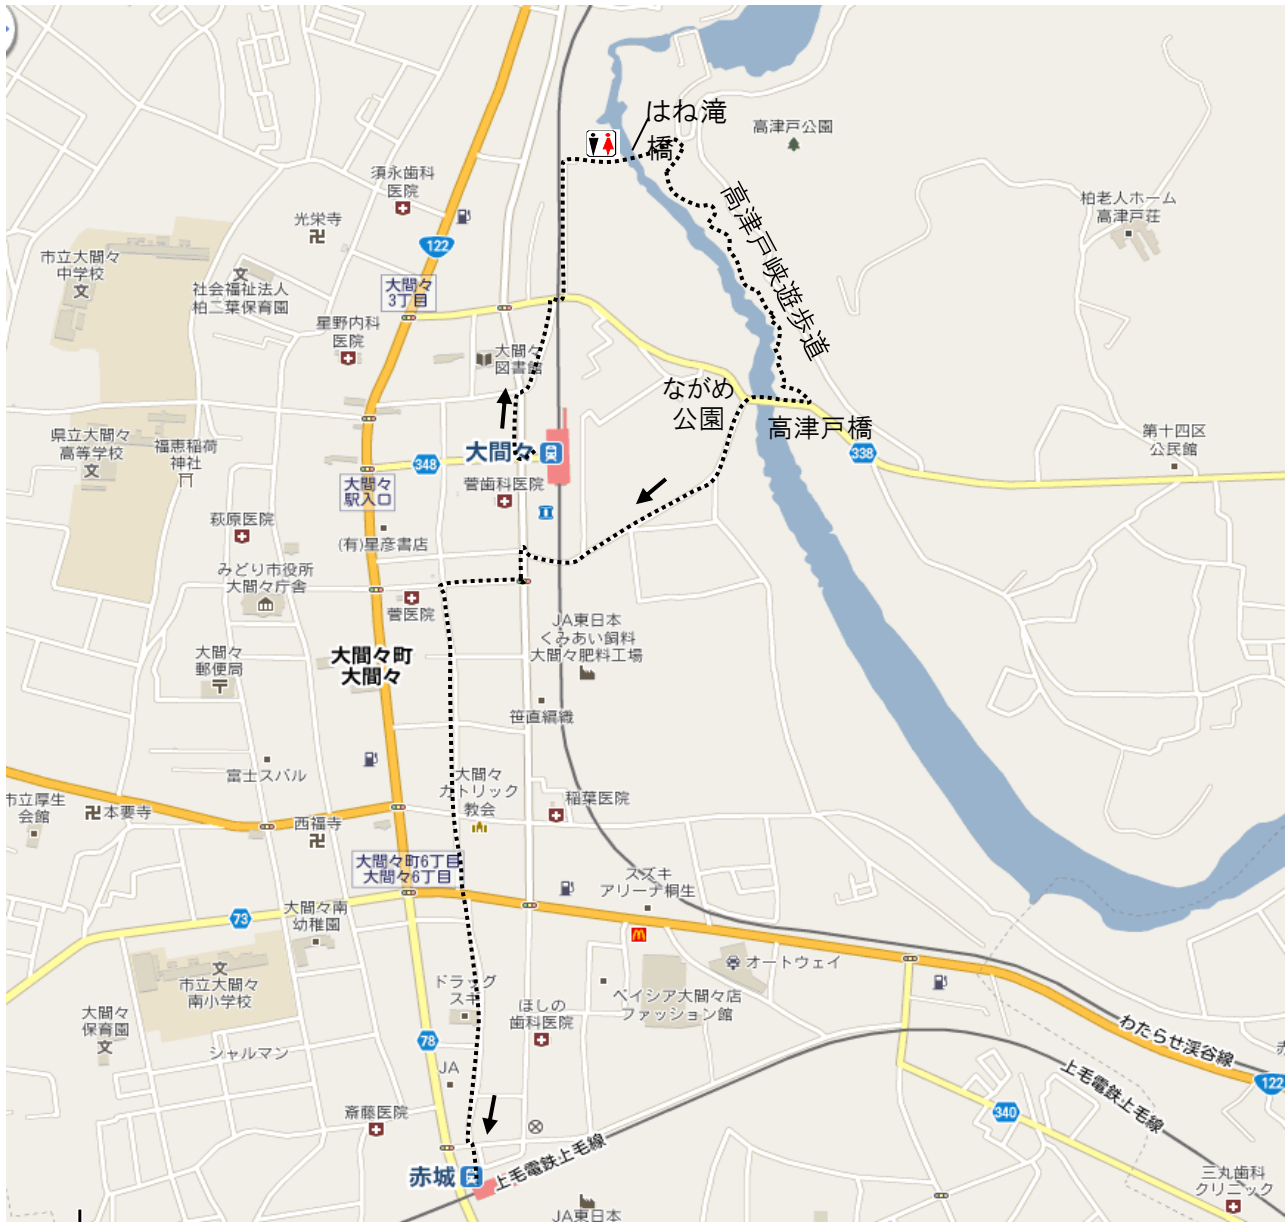 はね滝
橋
高津戸公園
須永歯科
医院
高津戸峡遊歩道
柏老人ホーム
高津戸荘
光栄寺
122
市立大間々
中学校
文
文
社会福祉法人
柏二葉保育園
大間々
3丁目
星野内科
医院
大間々
図書館
ながめ
公園
高津戸橋
県立大間々
高等学校
文
福恵稲荷
神社
348
大間々
338
第十四区
公民館
大間々
駅入口
菅歯科医院
萩原医院
(有)星彦書店
みどり市役所
大間々庁舎
菅医院
JA東日本
くみあい飼料
大間々肥料工場
大間々
郵便局
大間々町
大間々
笹直編織
富士スバル
大間々
カトリック
教会
稲葉医院
市立厚生
会館
本要寺
西福寺
大間々町6丁目
大間々6丁目
スズキ
アリーナ桐生
73
大間々南
幼稚園
文
市立大間々
南小学校
オートウェイ
ドラッグ
スギ
ベイシア大間々店
ファッション館
大間々
保育園
文
ほしの
歯科医院
シャルマン
78
わたらせ渓谷線
赤
JA
上毛電鉄上毛線
122
340
斎藤医院
上毛電鉄上毛線
赤城
三丸歯科
クリニック
JA東日本